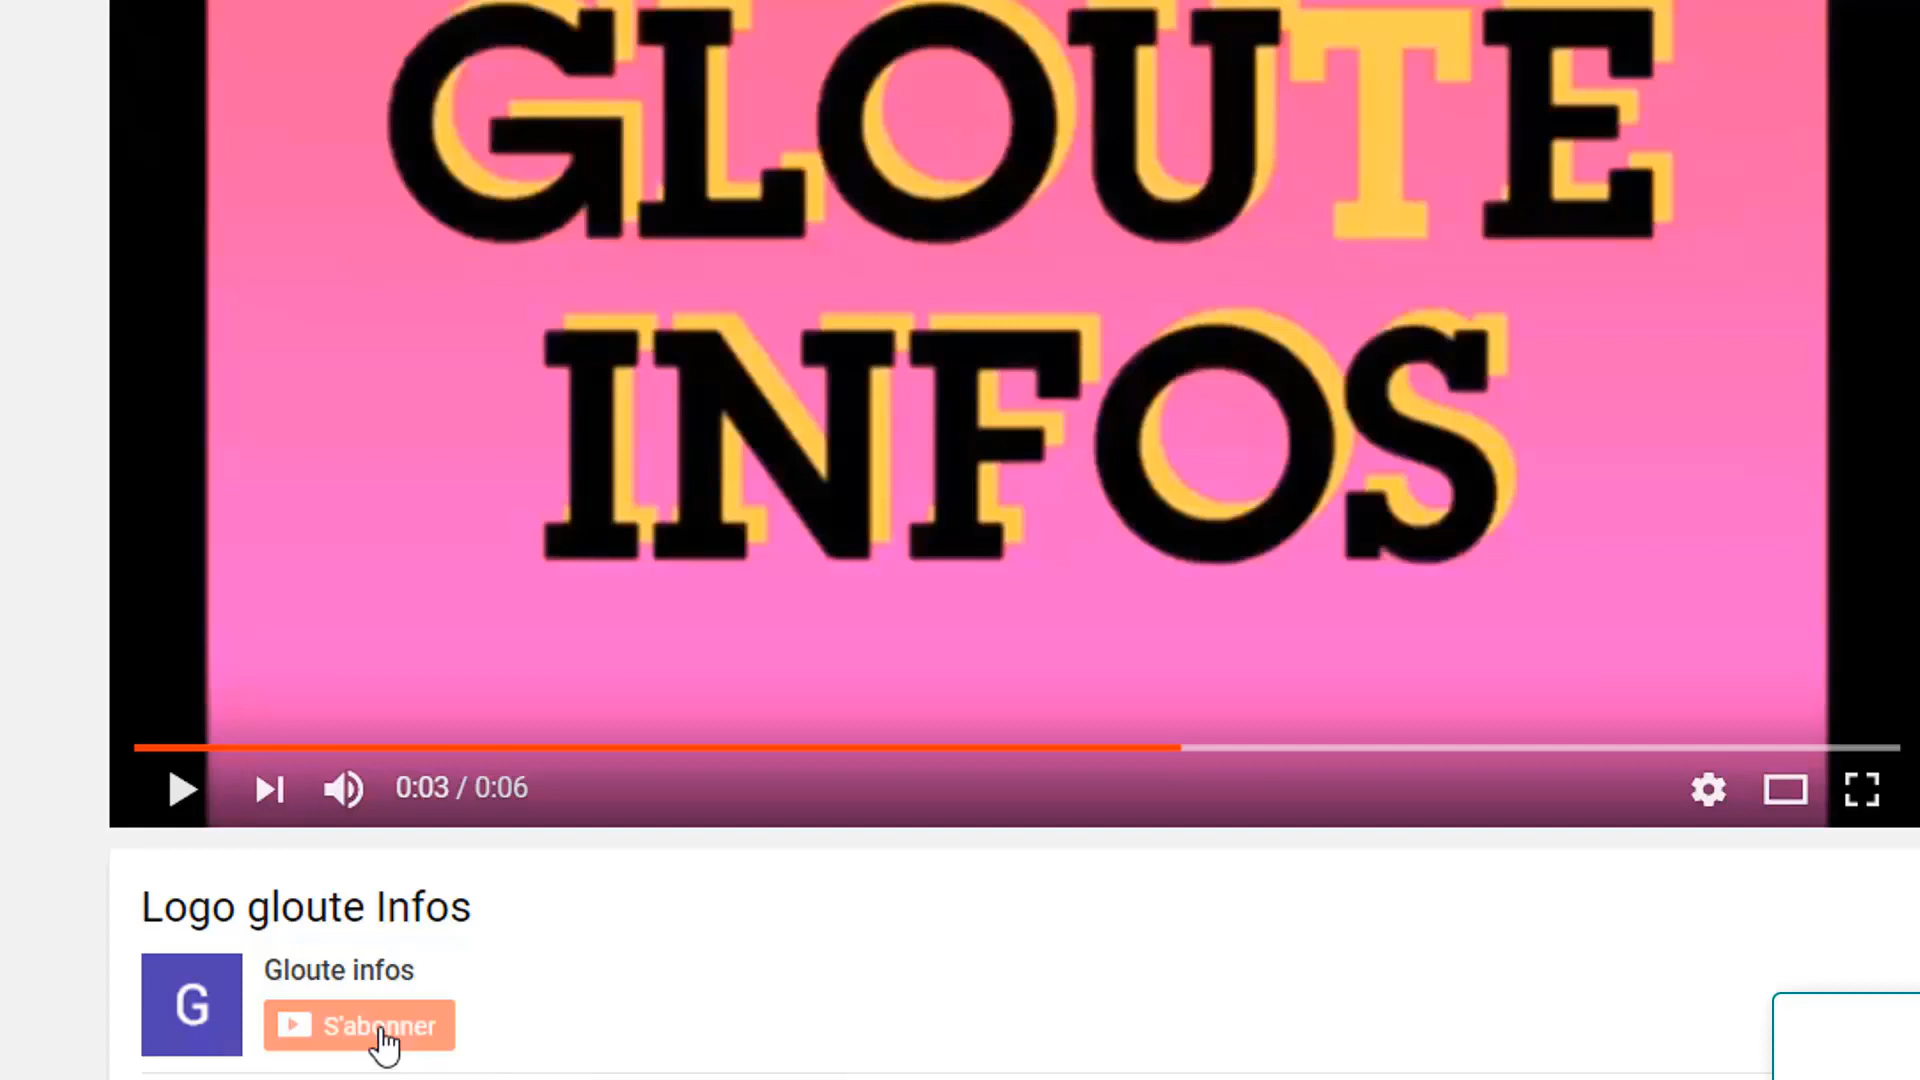 GLOUTE
INFOS
0:03 / 0:06
Logo gloute Infos
G
Gloute infos
S'abonner